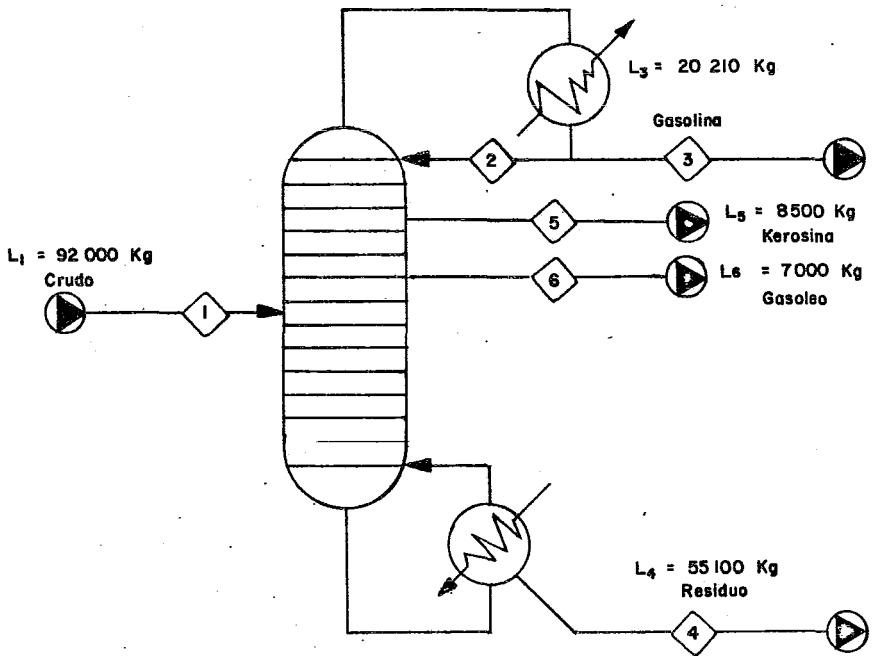 L3 = 20 210 Kg
Gasolina
2
3
5
L5 = 8500 Kg
Kerosina
L1 = 92 000 Kg
Crudo
6
L6 = 7000 Kg
Gasoleo
1
L4 = 55 100 Kg
Residuo
4